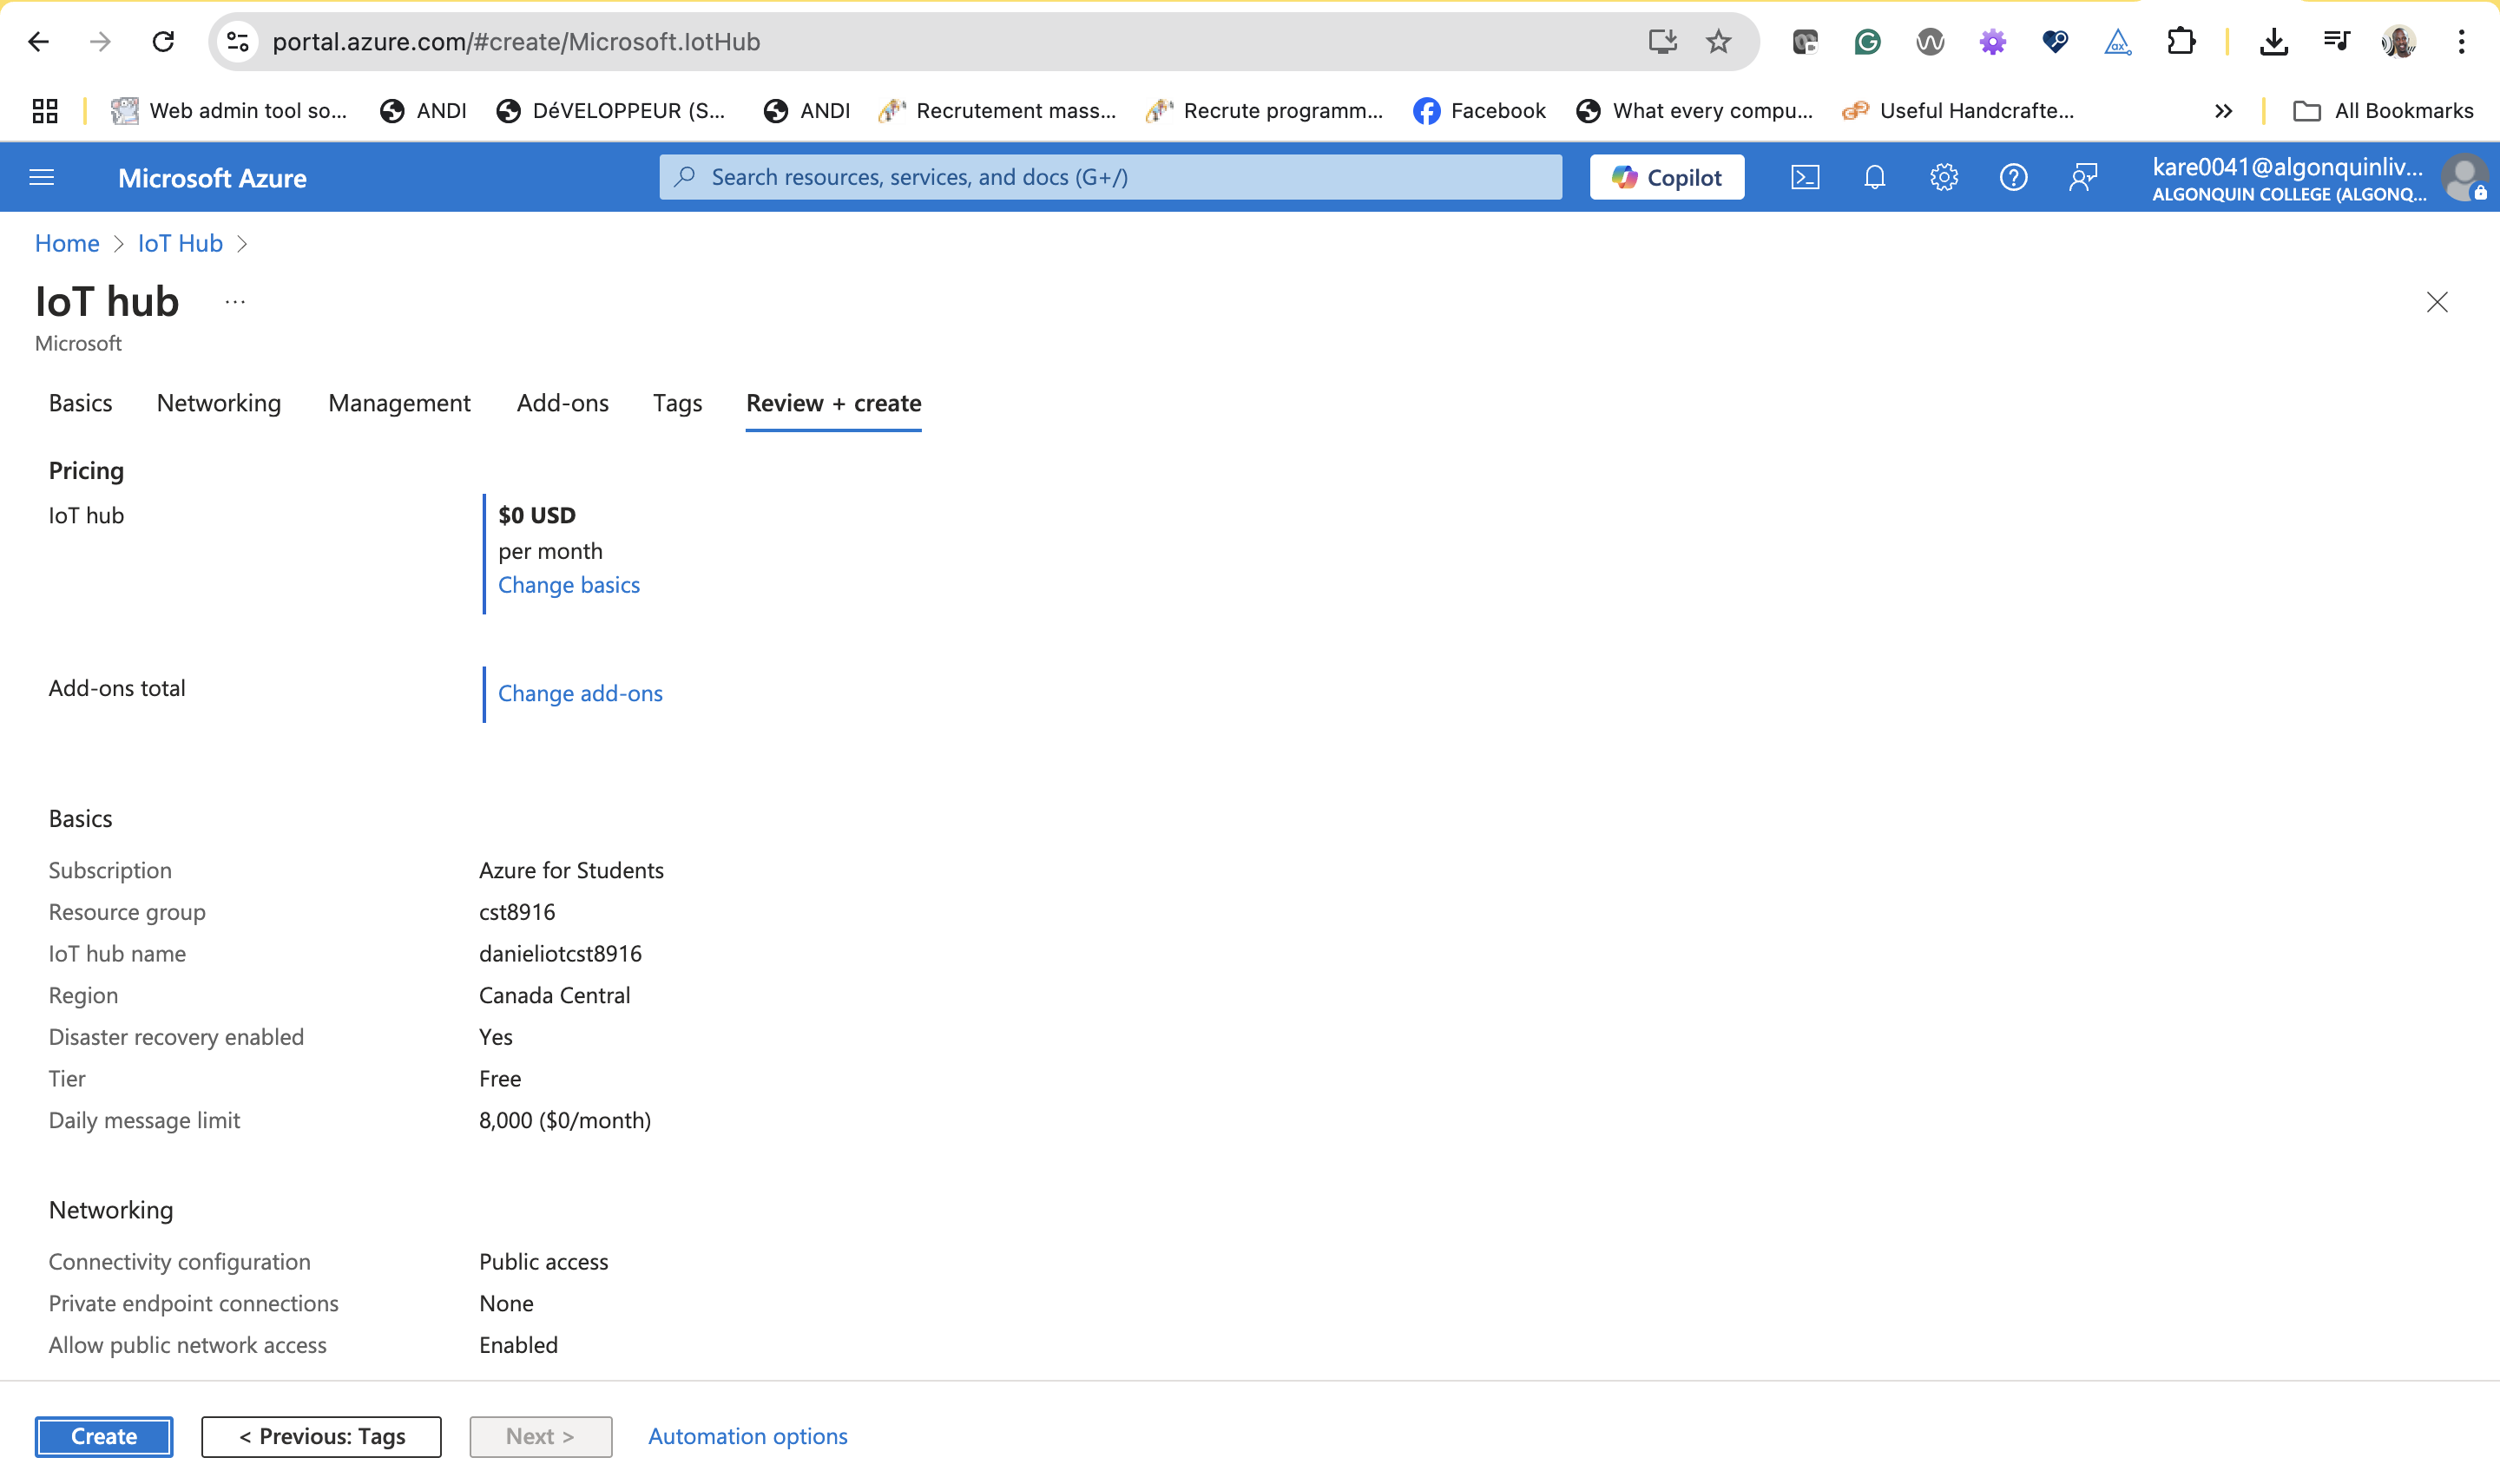 portal.azure.com/#create/Microsoft.IotHub
Web admin tool so... ANDI DéVELOPPEUR (S... ANDI Recrutement mass... Recrute programm... Facebook What every compu... Useful Handcrafte... All Bookmarks
Microsoft Azure Search resources, services, and docs (G+/) Copilot kare0041@algonquinliv...
ALGONQUIN COLLEGE (ALGONQ...
Home > IoT Hub >
IoT hub ...
Microsoft
Basics Networking Management Add-ons Tags Review + create
Pricing
IoT hub $0 USD
per month
Change basics
Add-ons total Change add-ons
Basics
Subscription Azure for Students
Resource group cst8916
IoT hub name danieliotcst8916
Region Canada Central
Disaster recovery enabled Yes
Tier Free
Daily message limit 8,000 ($0/month)
Networking
Connectivity configuration Public access
Private endpoint connections None
Allow public network access Enabled
Create < Previous: Tags Next > Automation options